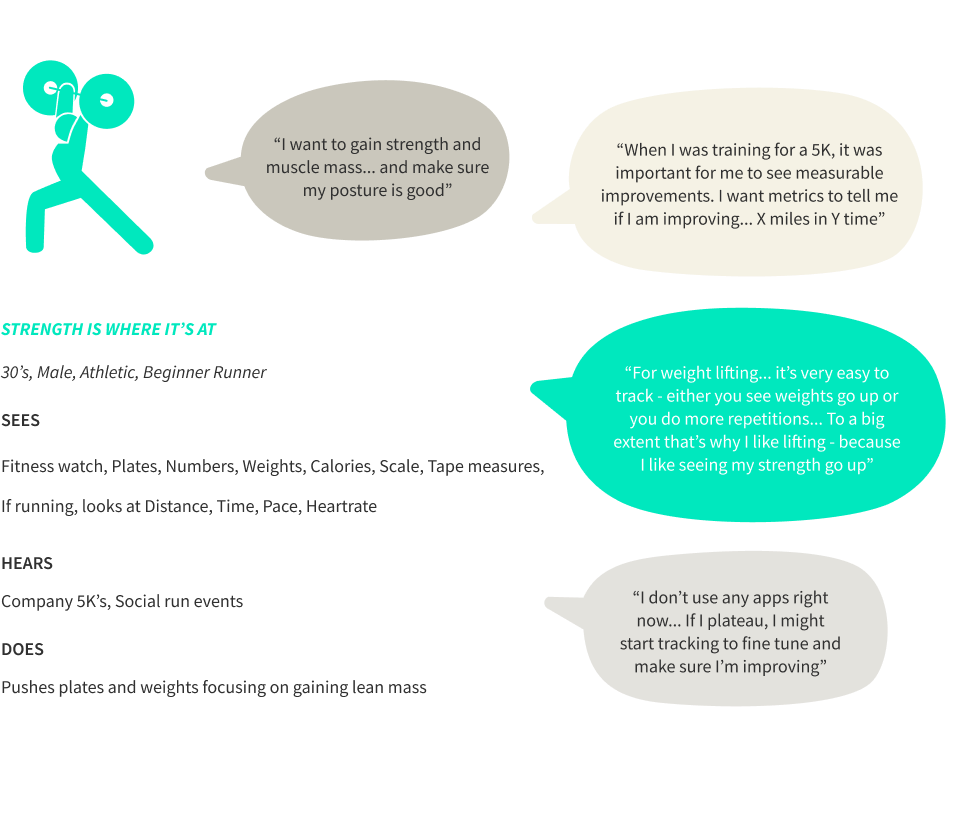 “I want to gain strength and
muscle mass... and make sure
my posture is good”
“When I was training for a 5K, it was
important for me to see measurable
improvements. I want metrics to tell me
if I am improving... X miles in Y time”
STRENGTH IS WHERE IT’S AT
30’s, Male, Athletic, Beginner Runner
SEES
Fitness watch, Plates, Numbers, Weights, Calories, Scale, Tape measures,
If running, looks at Distance, Time, Pace, Heartrate
“For weight lifting... it’s very easy to
track - either you see weights go up or
you do more repetitions... To a big
extent that’s why I like lifting - because
I like seeing my strength go up”
HEARS
Company 5K’s, Social run events
DOES
Pushes plates and weights focusing on gaining lean mass
“I don’t use any apps right
now... If I plateau, I might
start tracking to fine tune and
make sure I’m improving”